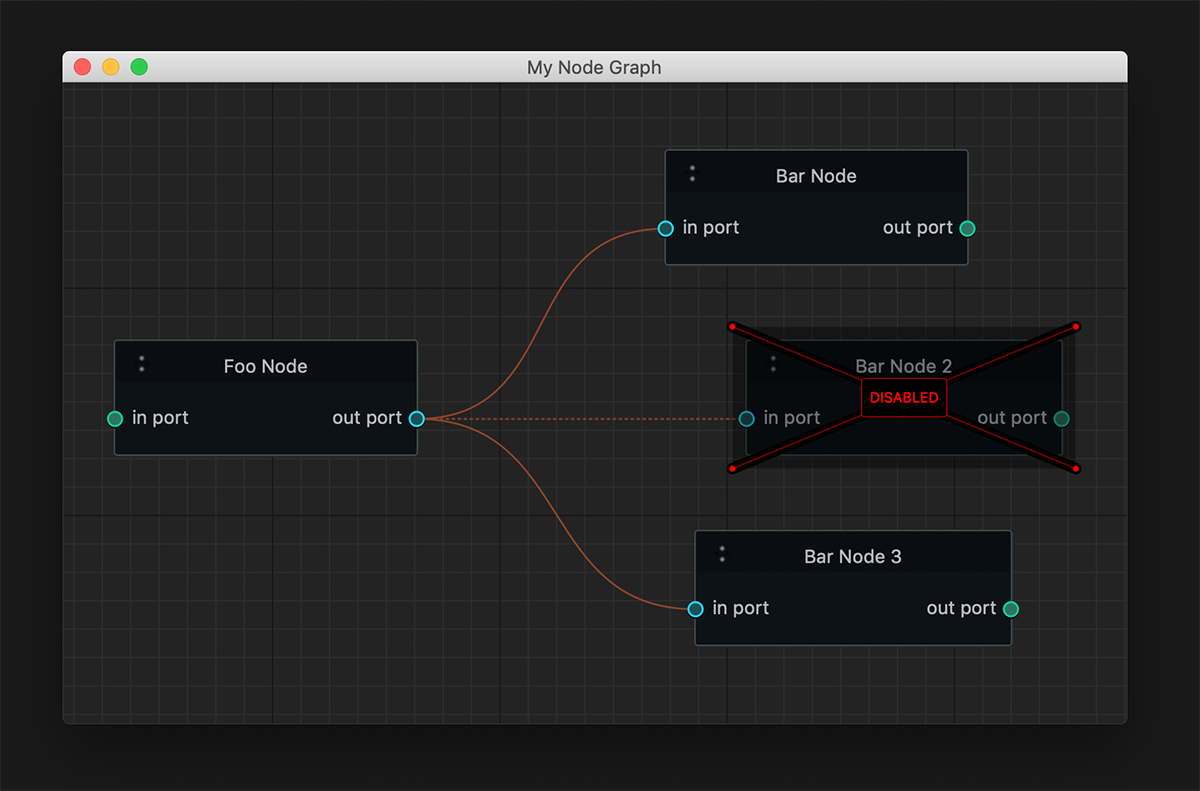 My Node Graph
Bar Node
in port out port
Foo Node
in port out port
Bar Node 2
DISABLED
in port out port
Bar Node 3
in port out port